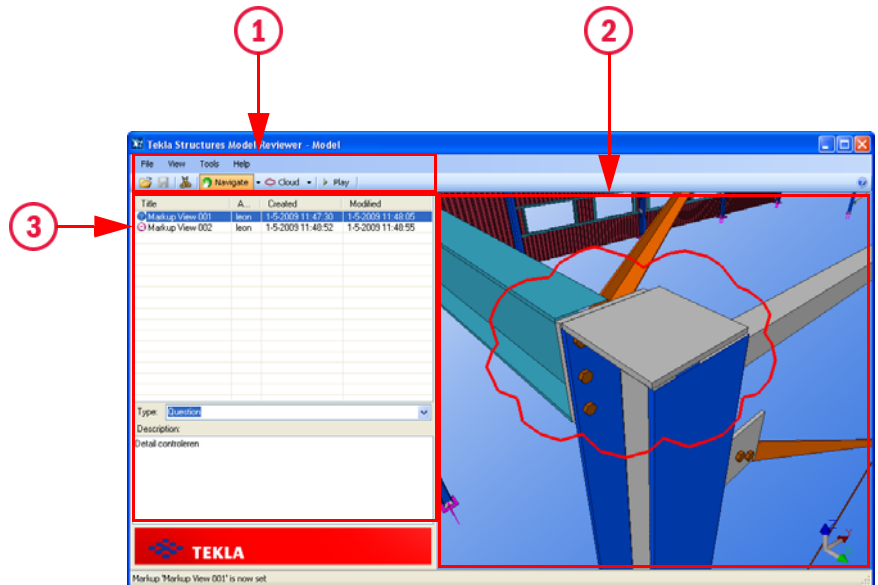 1
2
3
Tekla Structures Model Reviewer - Model
File View Tools Help
Navigate Cloud Play
Title A... Created Modified
Markup View 001 leon 1-5-2009 11:47:30 1-5-2009 11:48:05
Markup View 002 leon 1-5-2009 11:48:52 1-5-2009 11:48:55
Type: Question
Description:
Detail controleren
TEKLA
Markup 'Markup View 001' is now set